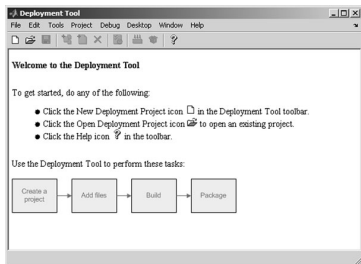 Deployment Tool
File Edit Tools Project Debug Desktop Window Help
Welcome to the Deployment Tool
To get started, do any of the following:
● Click the New Deployment Project icon in the Deployment Tool toolbar.
● Click the Open Deployment Project icon to open an existing project.
● Click the Help icon ? in the toolbar.
Use the Deployment Tool to perform these tasks:
Create a
project
Add files
Build
Package